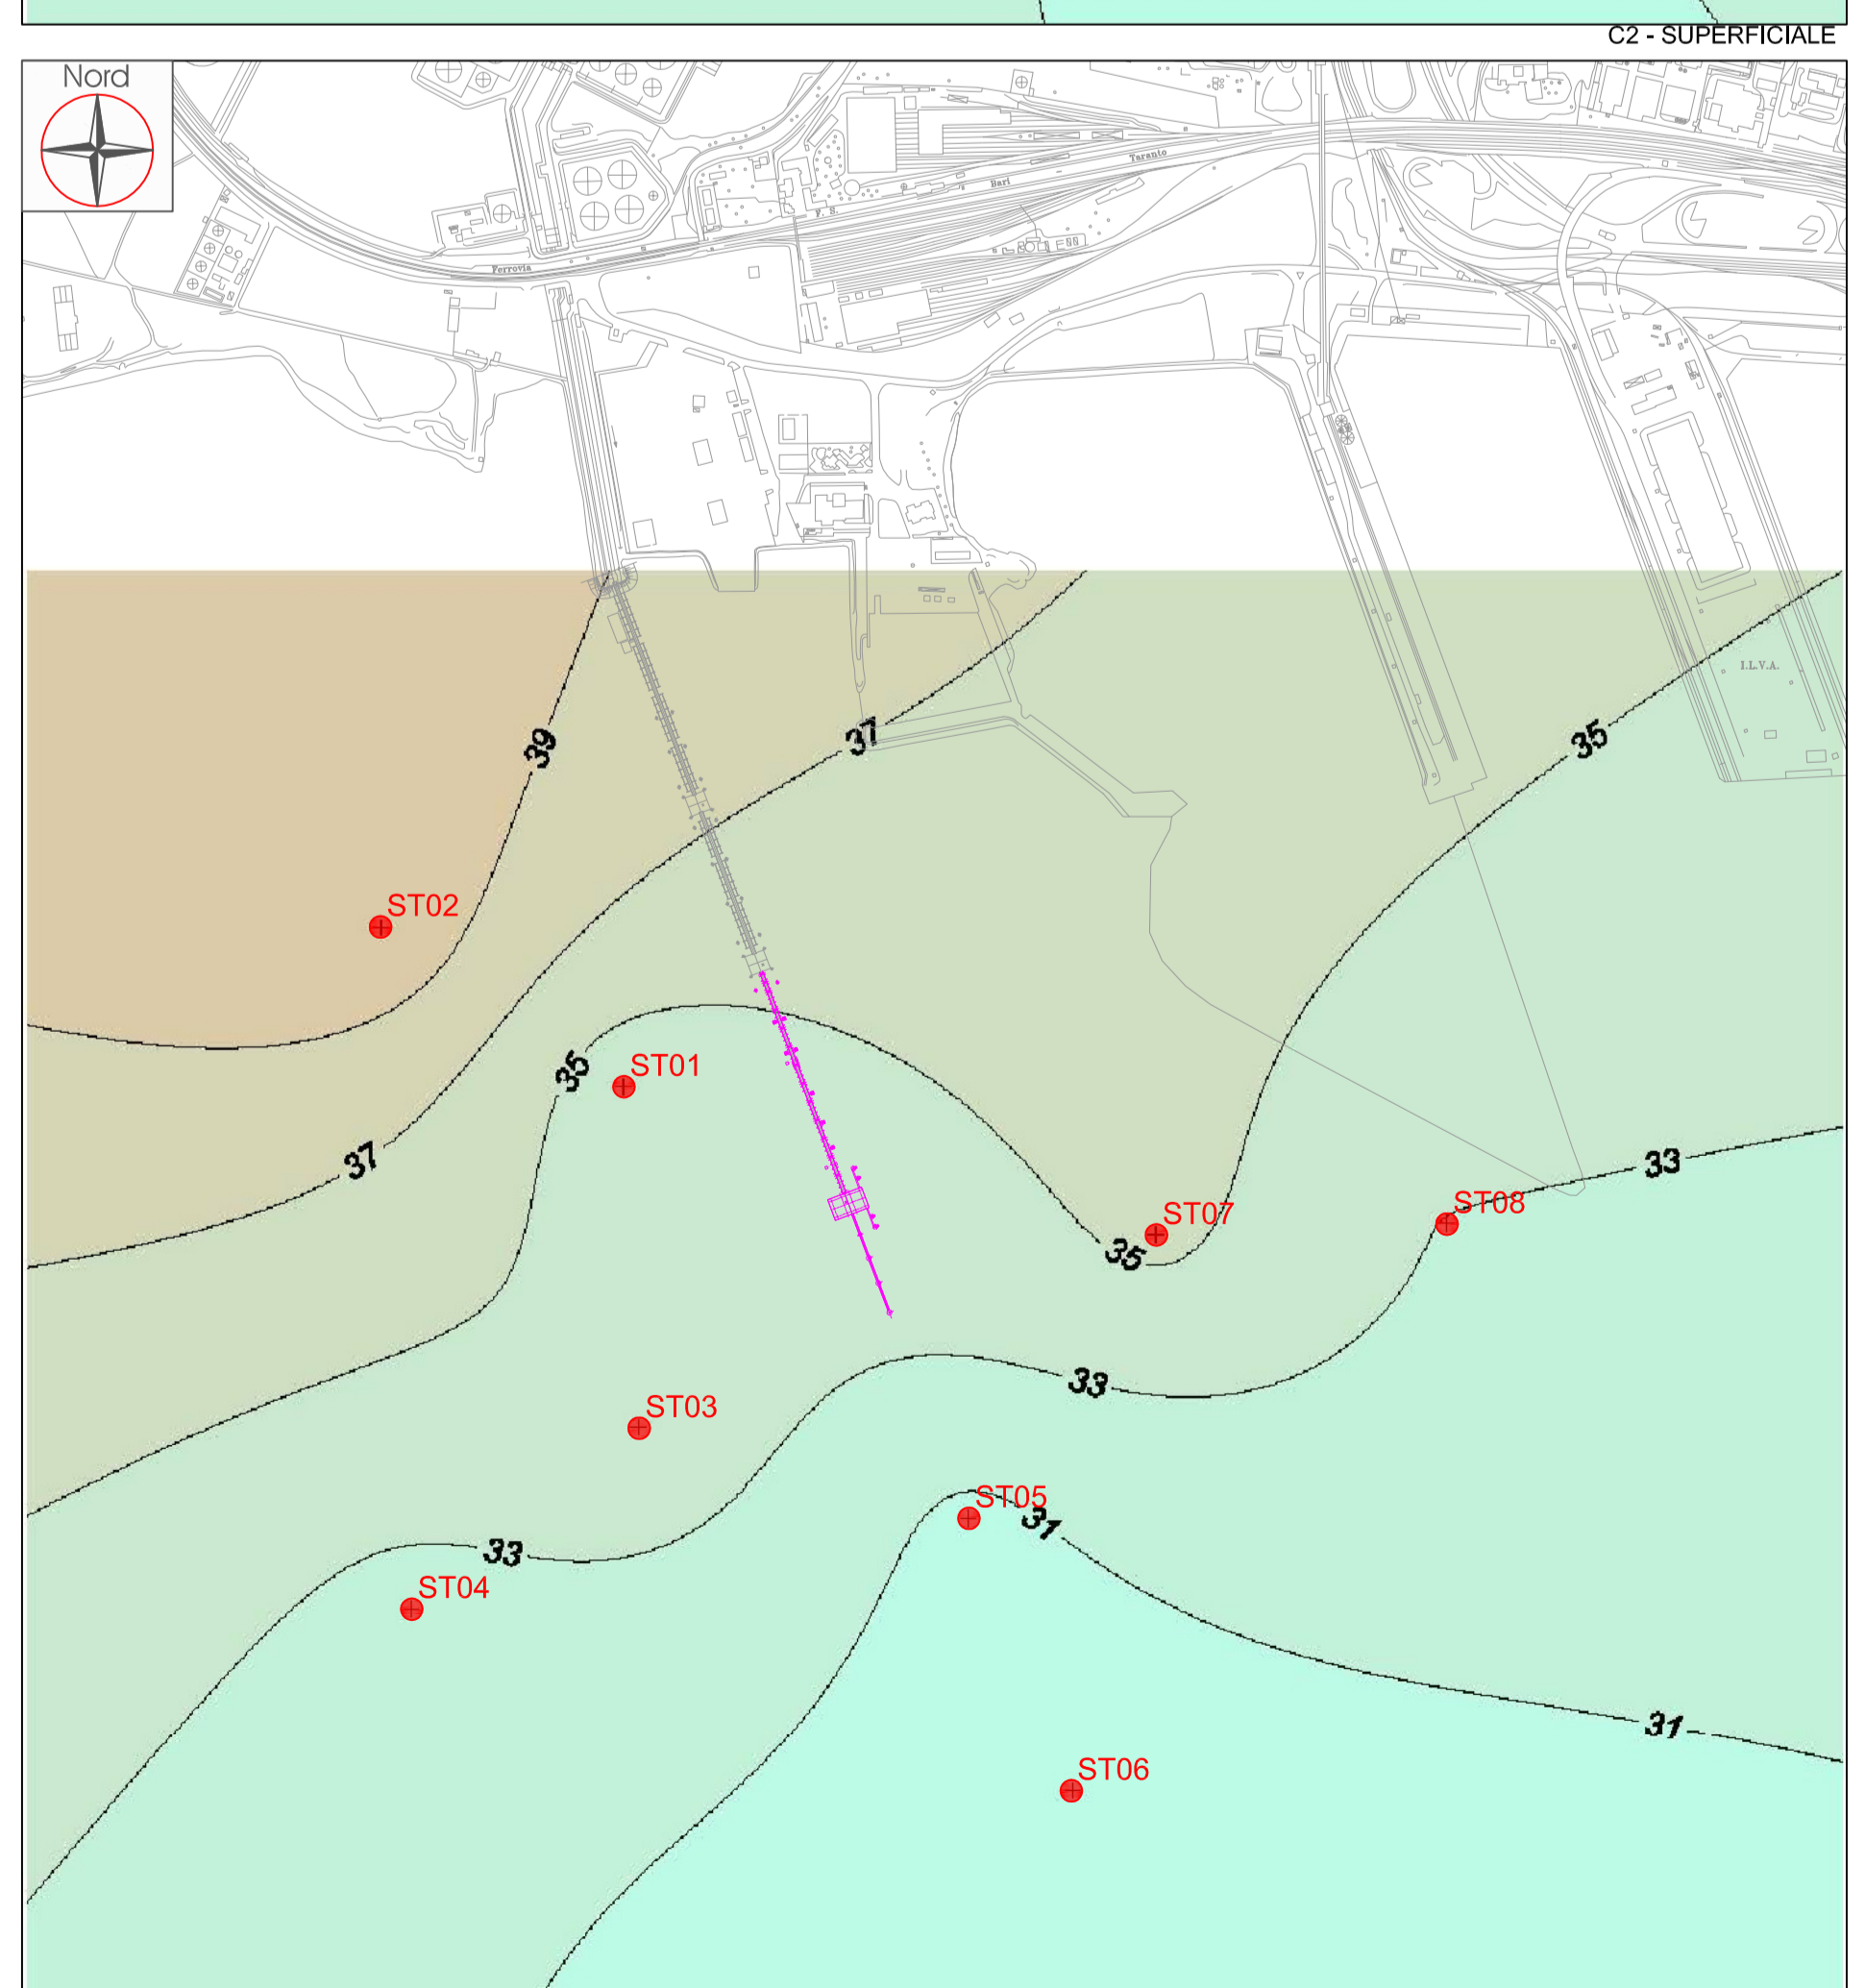 C2 - SUPERFICIALE
Nord
Taranto
Bari
F. S.
Ferrovia
I.L.V.A.
39
37
35
ST02
ST01
35
37
33
ST07
ST08
35
33
ST03
ST05
31
33
ST04
31
ST06